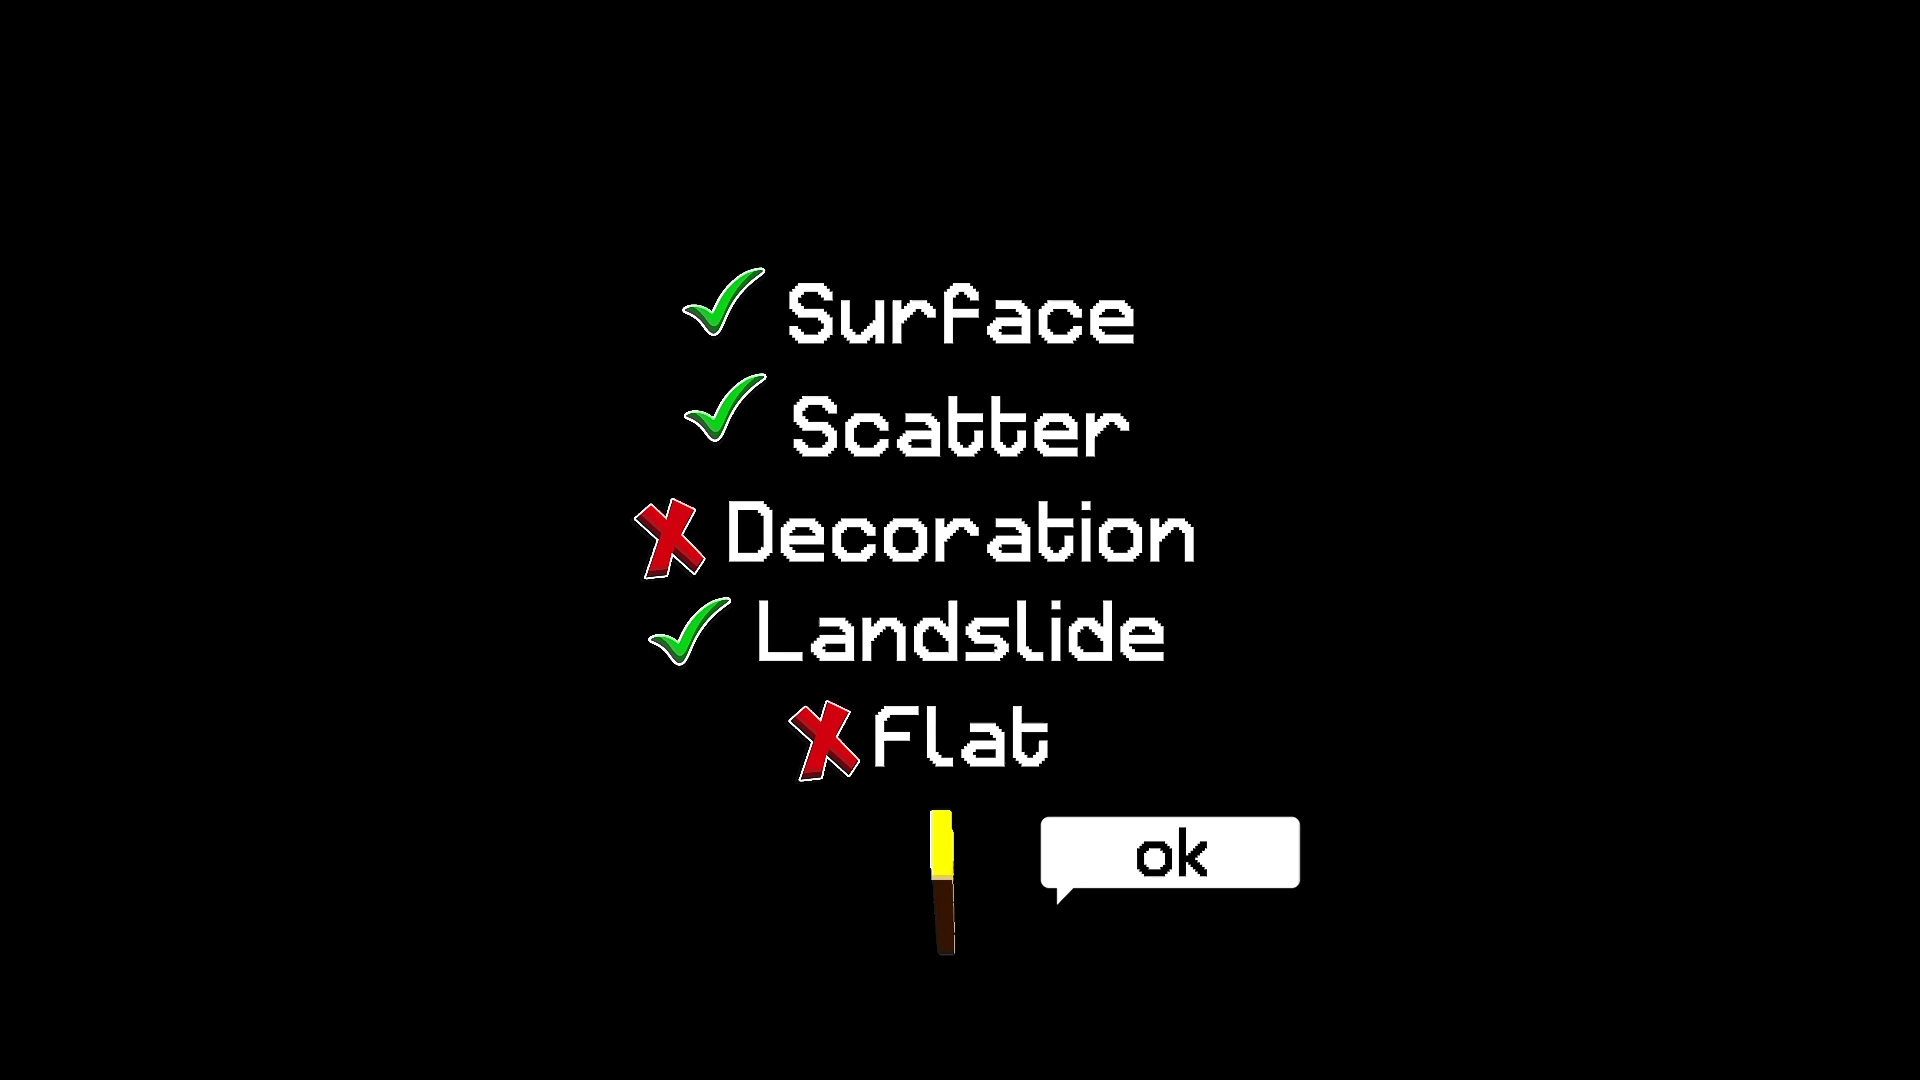 Surface
Scatter
Decoration
Landslide
Flat
ok